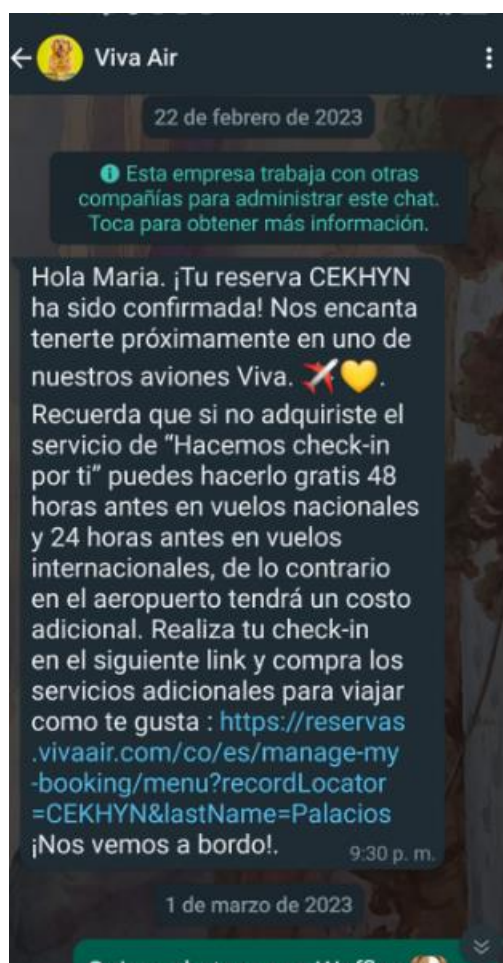 Viva Air
22 de febrero de 2023
Esta empresa trabaja con otras
compañías para administrar este chat.
Toca para obtener más información.
Hola Maria. ¡Tu reserva CEKHYN
ha sido confirmada! Nos encanta
tenerte próximamente en uno de
nuestros aviones Viva. ✈️💛.
Recuerda que si no adquiriste el
servicio de “Hacemos check-in
por ti” puedes hacerlo gratis 48
horas antes en vuelos nacionales
y 24 horas antes en vuelos
internacionales, de lo contrario
en el aeropuerto tendrá un costo
adicional. Realiza tu check-in
en el siguiente link y compra los
servicios adicionales para viajar
como te gusta : https://reservas
.vivaair.com/co/es/manage-my
-booking/menu?recordLocator
=CEKHYN&lastName=Palacios
¡Nos vemos a bordo!.
9:30 p. m.
1 de marzo de 2023